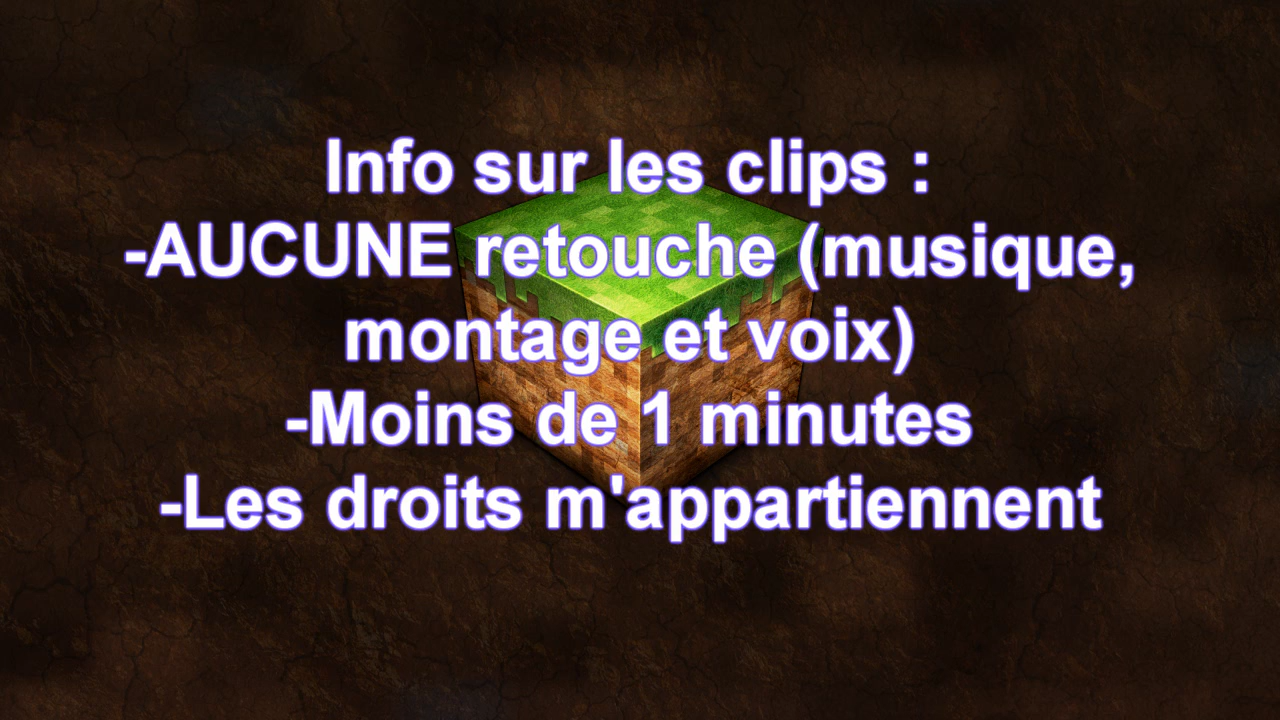 Info sur les clips :
-AUCUNE retouche (musique,
montage et voix)
-Moins de 1 minutes
-Les droits m'appartiennent